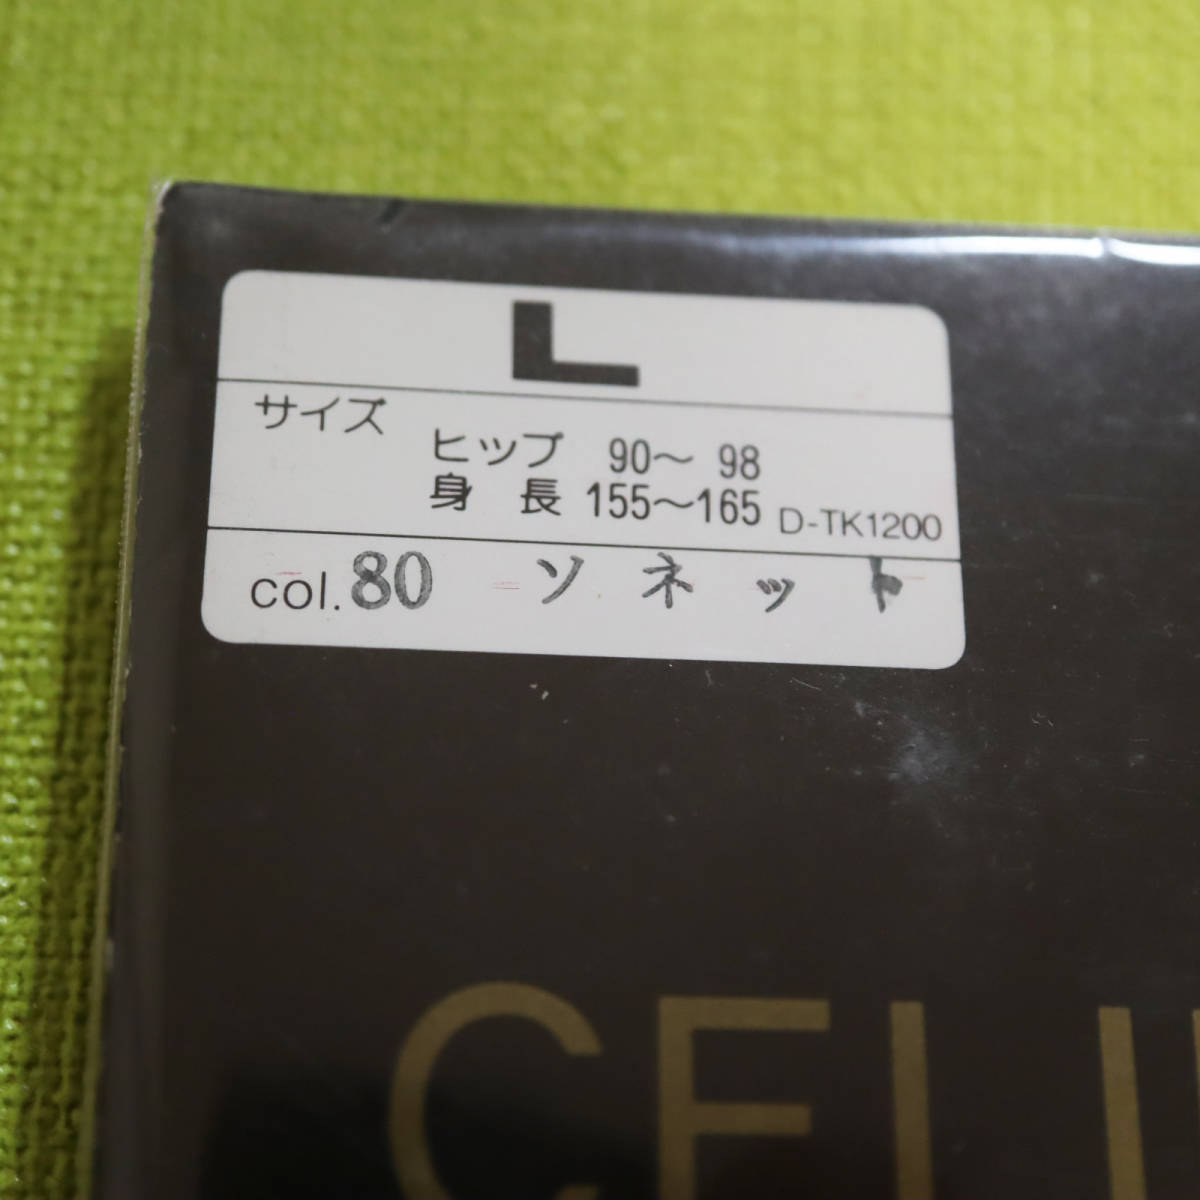 L
サイズ
ヒップ 90〜98
身長 155〜165 D-TK1200
col.80 ソネット
CELI